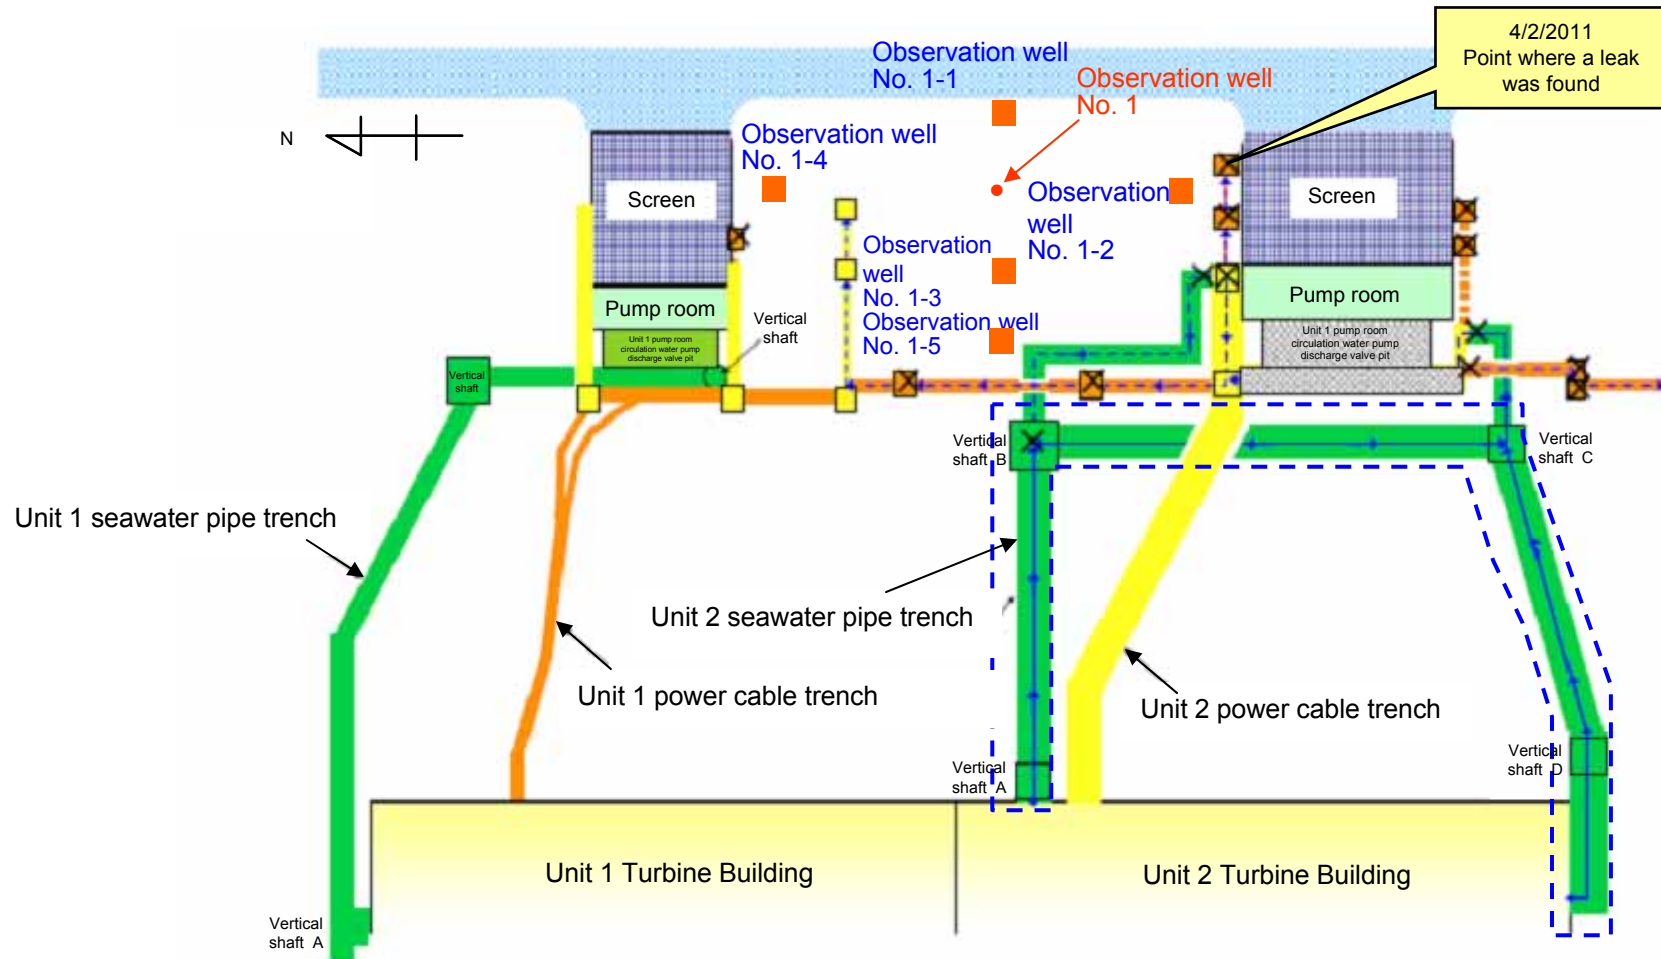 4/2/2011
Point where a leak
was found
Observation well
No. 1-1
Observation well
No. 1
N
Observation well
No. 1-4
Screen
Observation
well
No. 1-2
Screen
Observation
well
No. 1-3
Pump room
Pump room
Vertical
shaft
Observation well
No. 1-5
Unit 1 pump room
circulation water pump
discharge valve pit
Unit 1 pump room
circulation water pump
discharge valve pit
Vertical
shaft
Vertical
shaft B
Vertical
shaft C
Unit 1 seawater pipe trench
Unit 2 seawater pipe trench
Unit 1 power cable trench
Unit 2 power cable trench
Vertical
shaft A
Vertical
shaft D
Unit 1 Turbine Building
Unit 2 Turbine Building
Vertical
shaft A